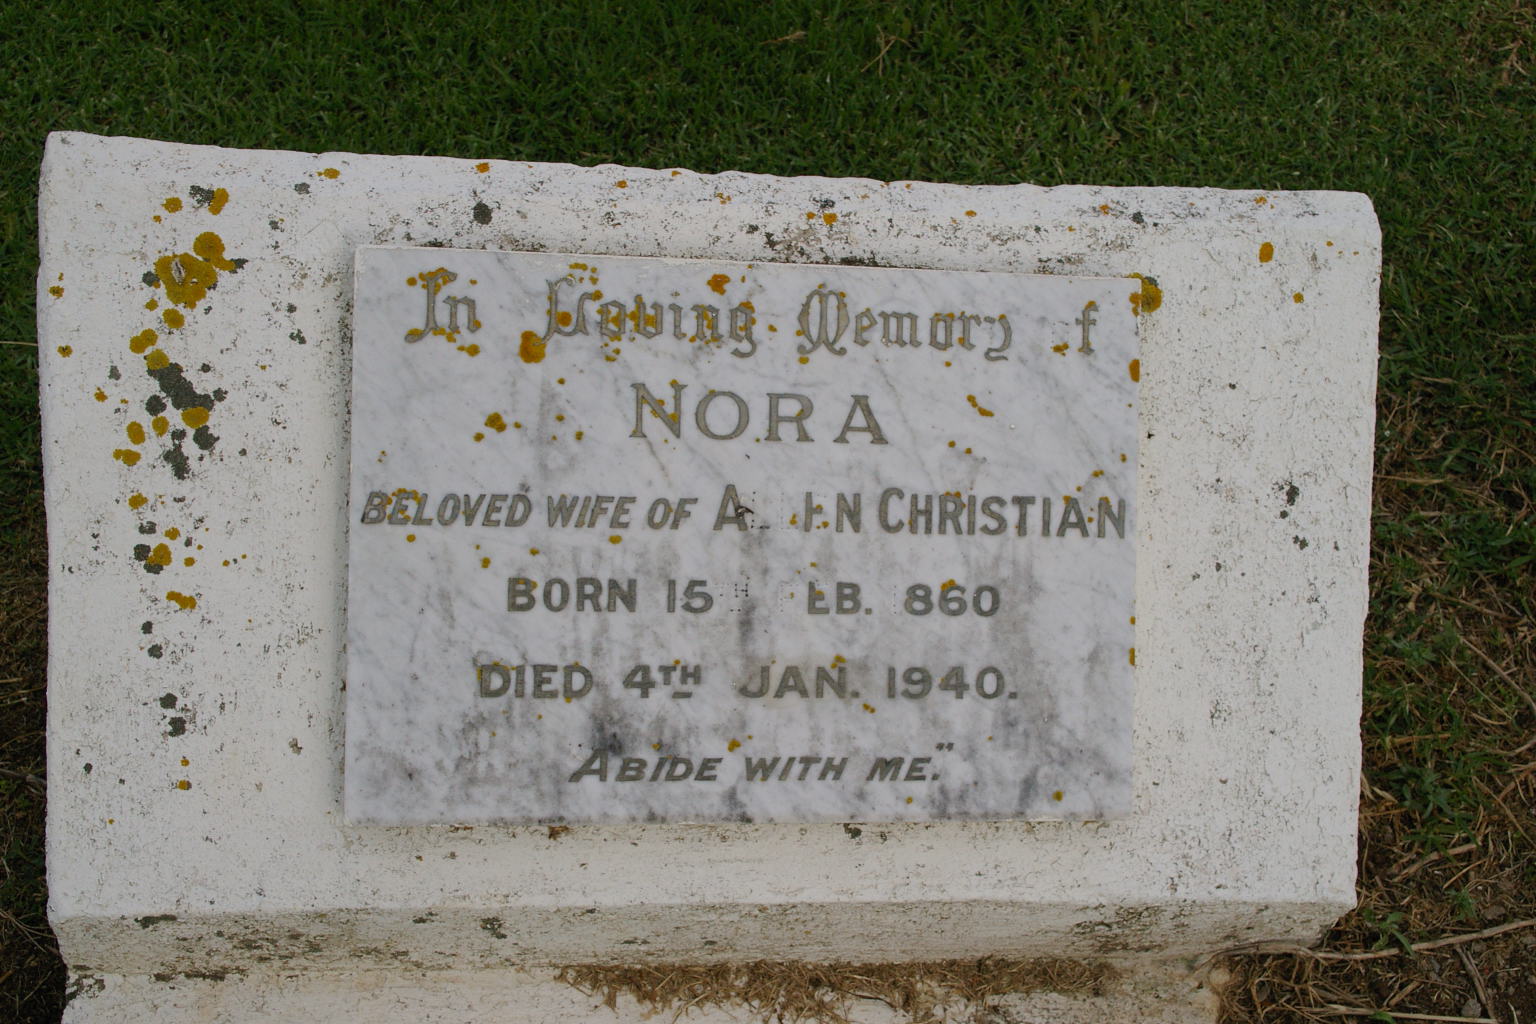 In Loving Memory
NORA
BELOVED WIFE OF CHRISTIAN
BORN 15 860
DIED 4TH JAN. 1940.
ABIDE WITH ME."